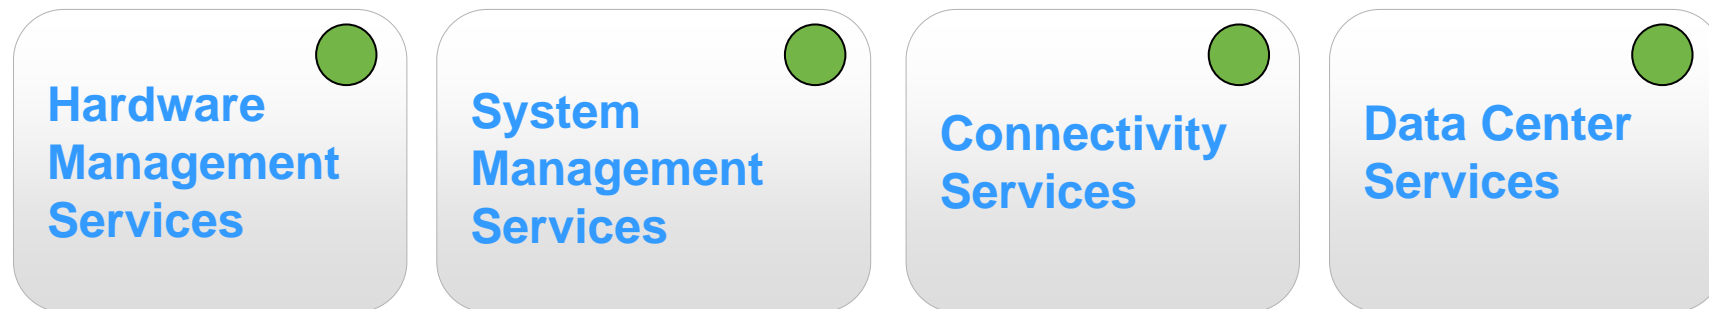 Hardware
Management
Services
System
Management
Services
Connectivity
Services
Data Center
Services